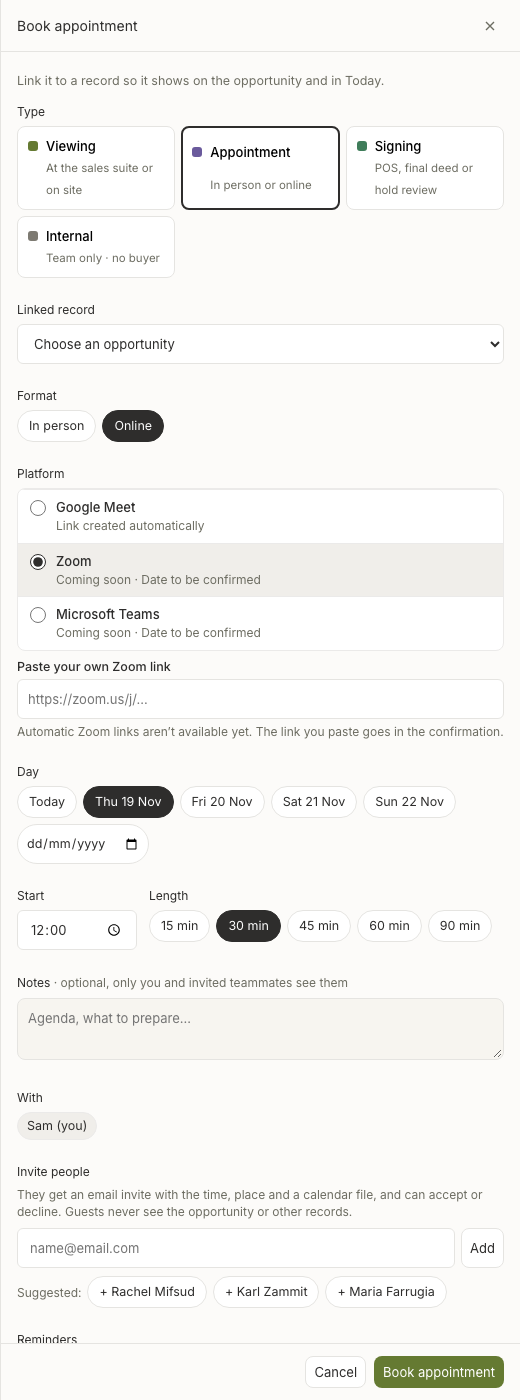 Book appointment
×
Link it to a record so it shows on the opportunity and in Today.
Type
Viewing
At the sales suite or
on site
Appointment
In person or online
Signing
POS, final deed or
hold review
Internal
Team only · no buyer
Linked record
Choose an opportunity
Format
In person
Online
Platform
Google Meet
Link created automatically
Zoom
Coming soon · Date to be confirmed
Microsoft Teams
Coming soon · Date to be confirmed
Paste your own Zoom link
https://zoom.us/j/...
Automatic Zoom links aren’t available yet. The link you paste goes in the confirmation.
Day
Today
Thu 19 Nov
Fri 20 Nov
Sat 21 Nov
Sun 22 Nov
dd/mm/yyyy
Start
Length
12:00
15 min
30 min
45 min
60 min
90 min
Notes · optional, only you and invited teammates see them
Agenda, what to prepare...
With
Sam (you)
Invite people
They get an email invite with the time, place and a calendar file, and can accept or
decline. Guests never see the opportunity or other records.
name@email.com
Add
Suggested:
+ Rachel Mifsud
+ Karl Zammit
+ Maria Farrugia
Reminders
Cancel
Book appointment